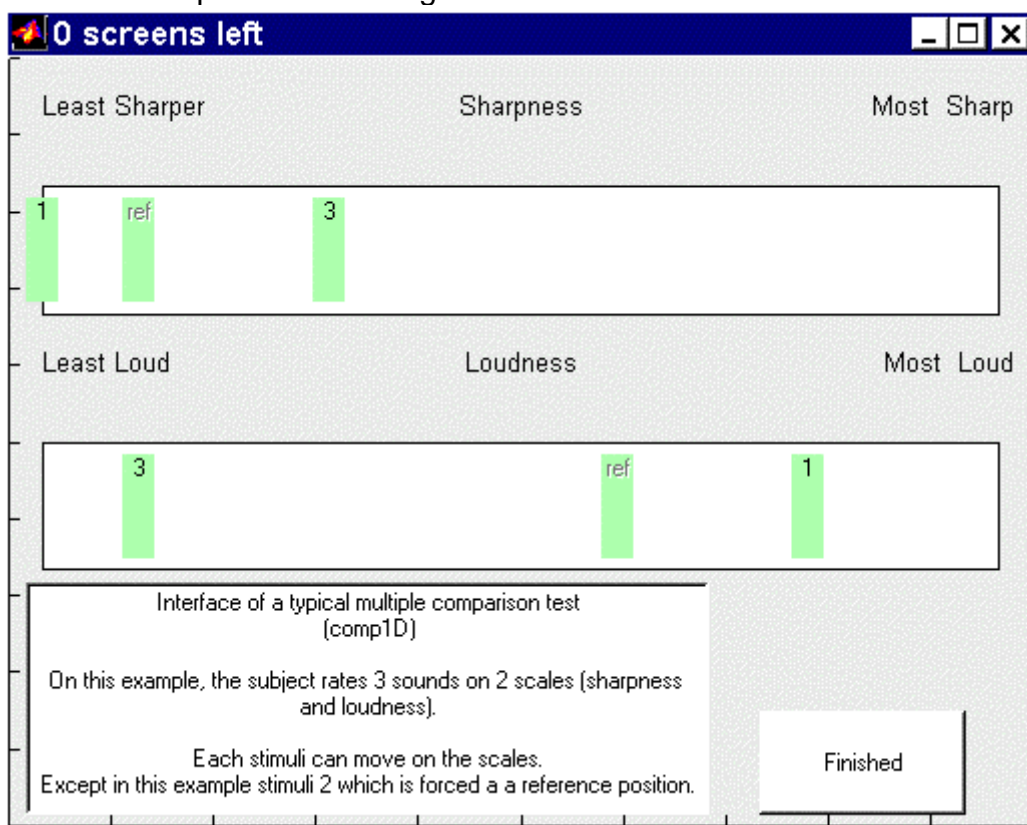 0 screens left
Least Sharper Sharpness Most Sharp
1 ref 3
Least Loud Loudness Most Loud
3 ref 1
Interface of a typical multiple comparison test
(comp1D)
On this example, the subject rates 3 sounds on 2 scales (sharpness
and loudness).
Each stimuli can move on the scales.
Except in this example stimuli 2 which is forced a a reference position.
Finished